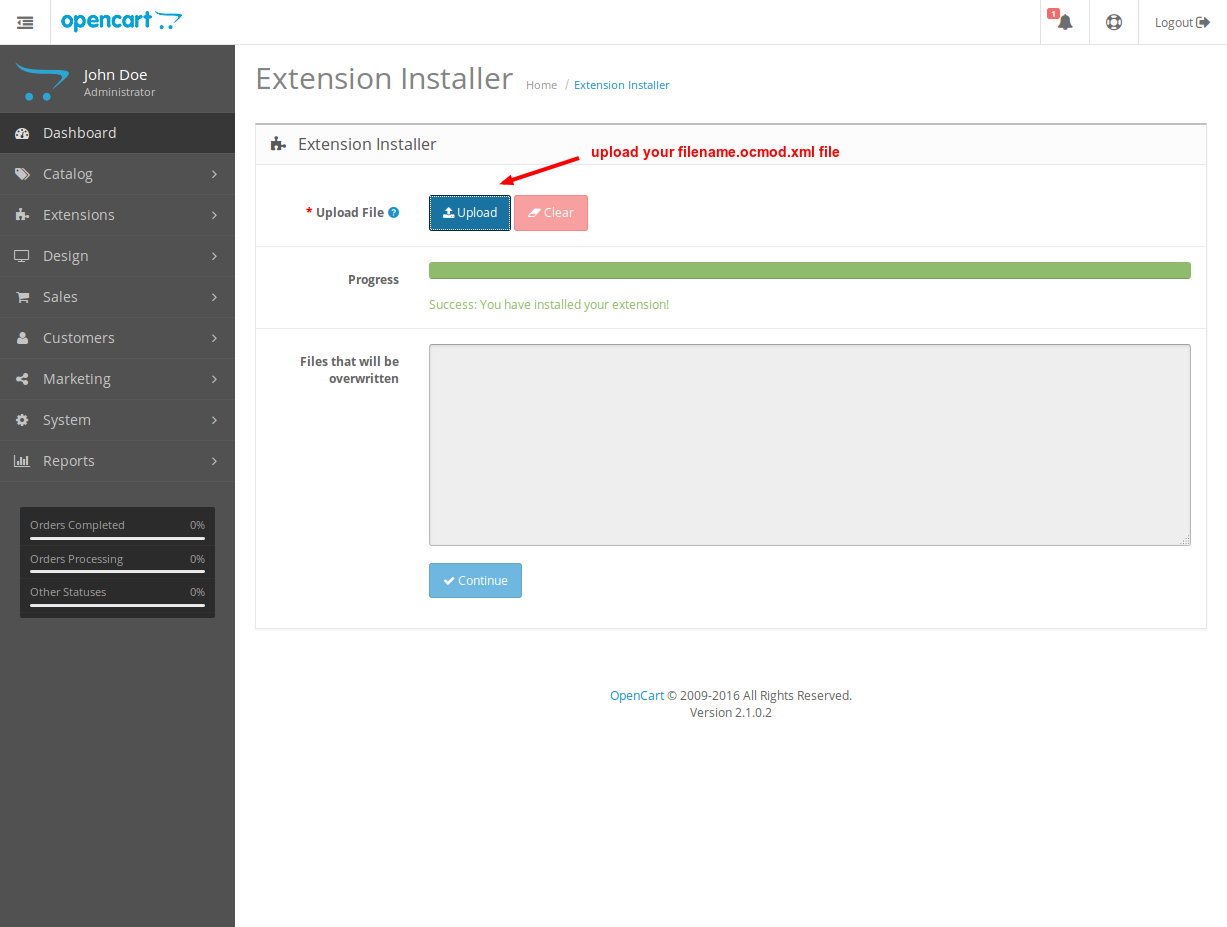 opencart
1
Logout
John Doe
Administrator
Dashboard
Catalog
Extensions
Design
Sales
Customers
Marketing
System
Reports
Orders Completed 0%
Orders Processing 0%
Other Statuses 0%
Extension Installer Home / Extension Installer
Extension Installer
upload your filename.ocmod.xml file
* Upload File ? Upload Clear
Progress
Success: You have installed your extension!
Files that will be
overwritten
Continue
OpenCart © 2009-2016 All Rights Reserved.
Version 2.1.0.2